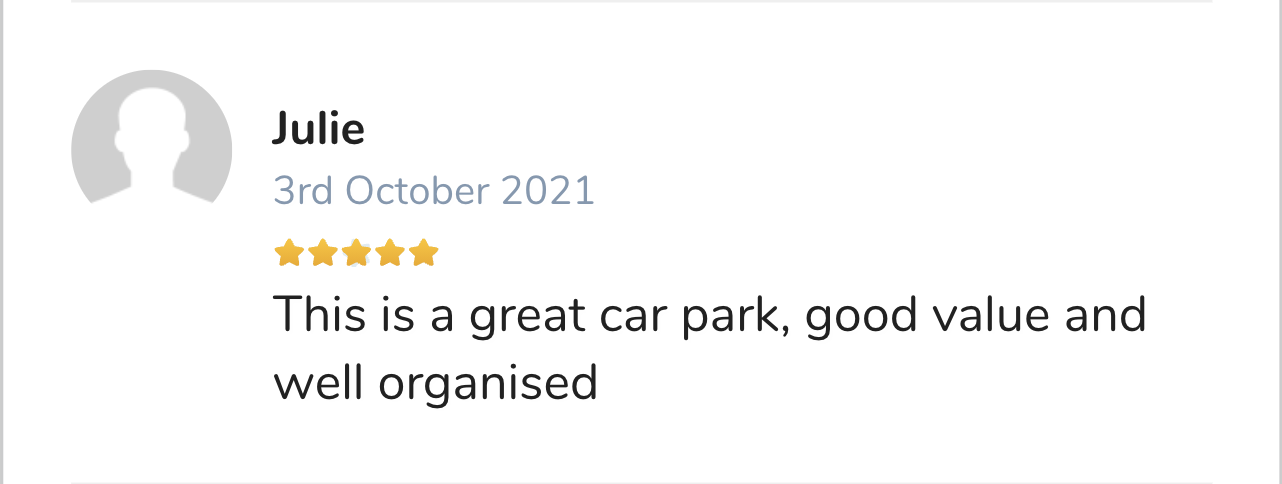 Julie
3rd October 2021
This is a great car park, good value and
well organised